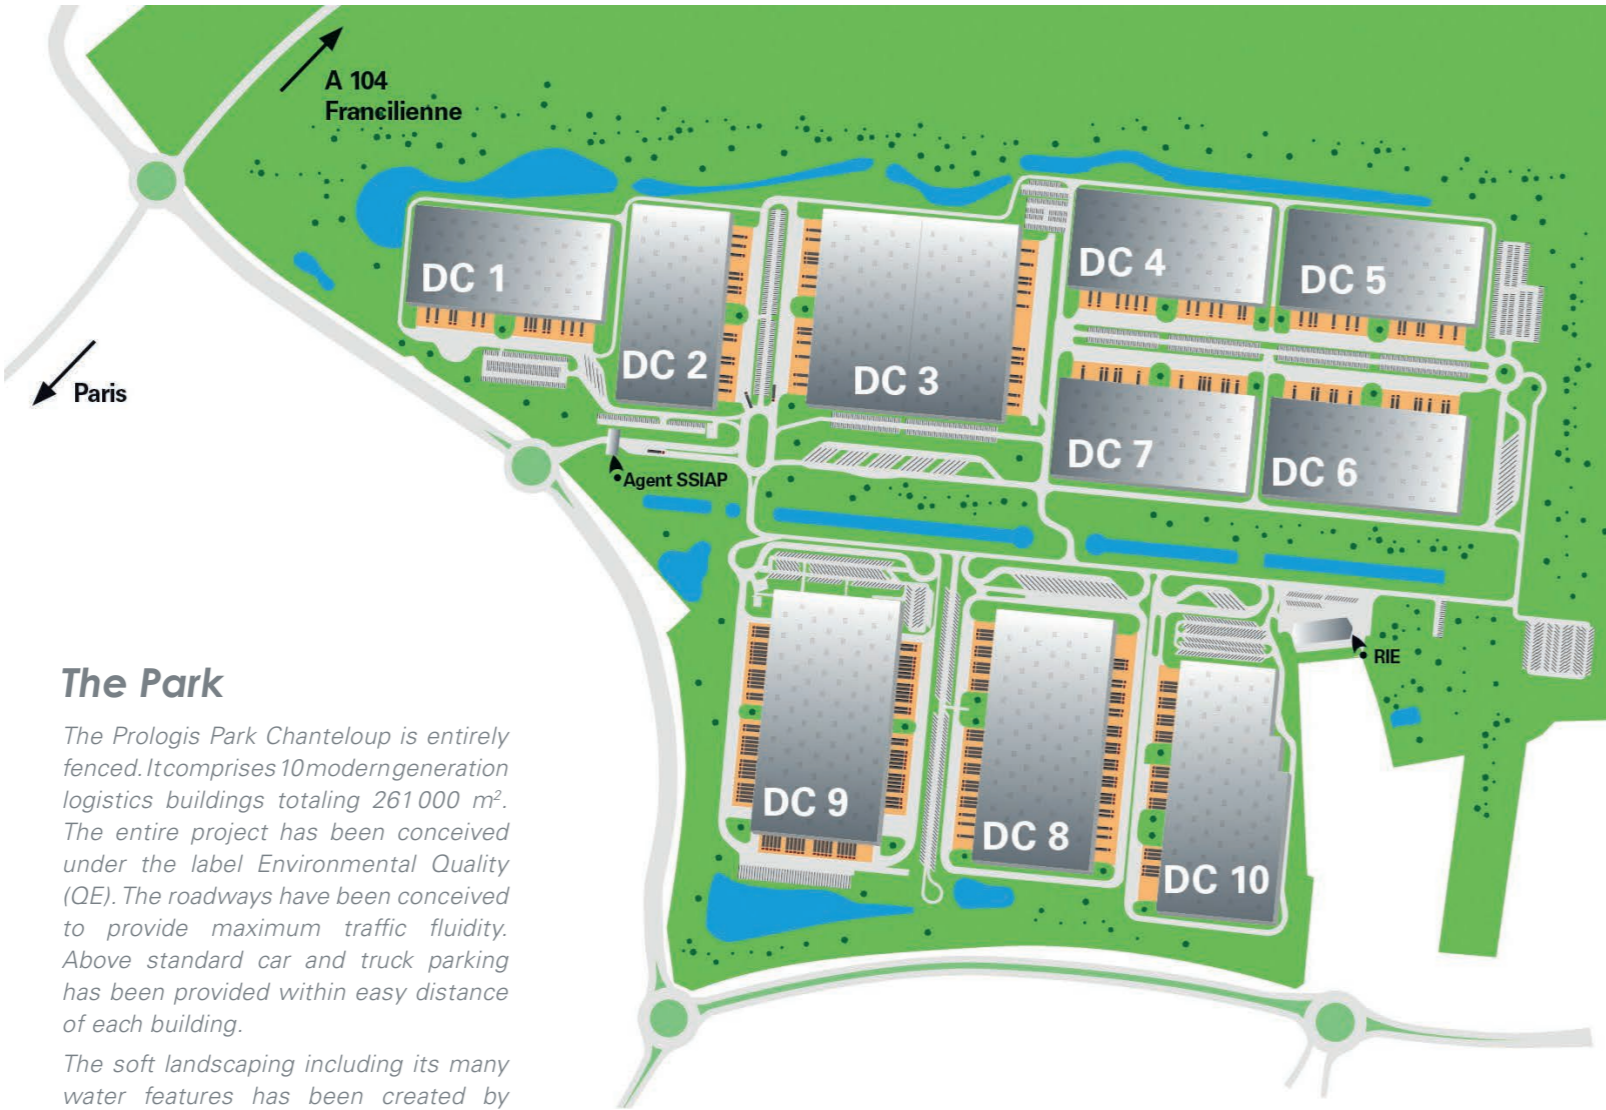 A 104
Francilienne
Paris
DC 1
DC 2
DC 3
DC 4
DC 5
DC 7
DC 6
Agent SSIAP
DC 9
DC 8
DC 10
RIE
The Park
The Prologis Park Chanteloup is entirely
fenced. It comprises 10 modern generation
logistics buildings totaling 261 000 m².
The entire project has been conceived
under the label Environmental Quality
(QE). The roadways have been conceived
to provide maximum traffic fluidity.
Above standard car and truck parking
has been provided within easy distance
of each building.
The soft landscaping including its many
water features has been created by